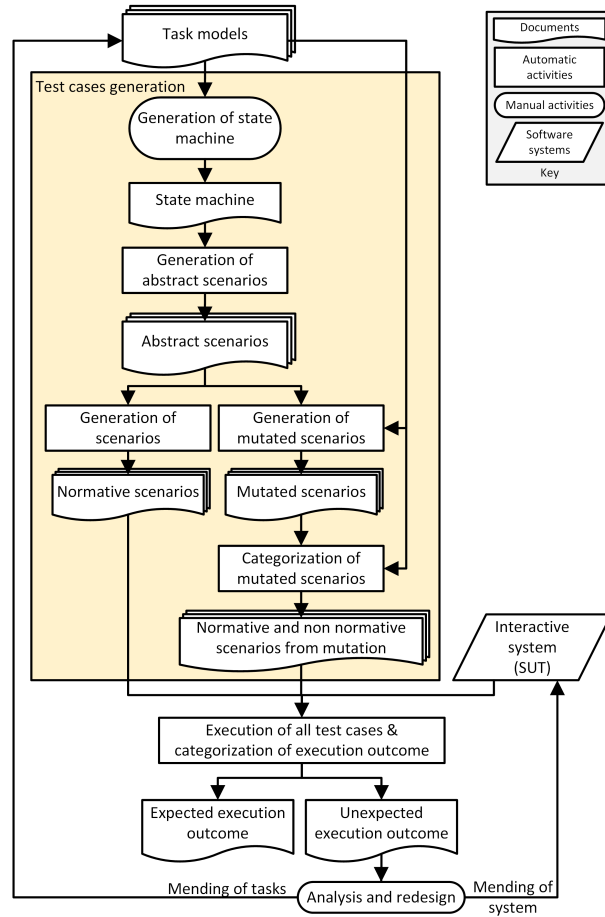 Task models
Documents
Automatic
activities
Manual activities
Software
systems
Key
Test cases generation
Generation of state
machine
State machine
Generation of
abstract scenarios
Abstract scenarios
Generation of
scenarios
Generation of
mutated scenarios
Normative scenarios
Mutated scenarios
Categorization of
mutated scenarios
Normative and non normative
scenarios from mutation
Interactive
system
(SUT)
Execution of all test cases &
categorization of execution outcome
Expected execution
outcome
Unexpected
execution outcome
Mending of tasks
Analysis and redesign
Mending of
system